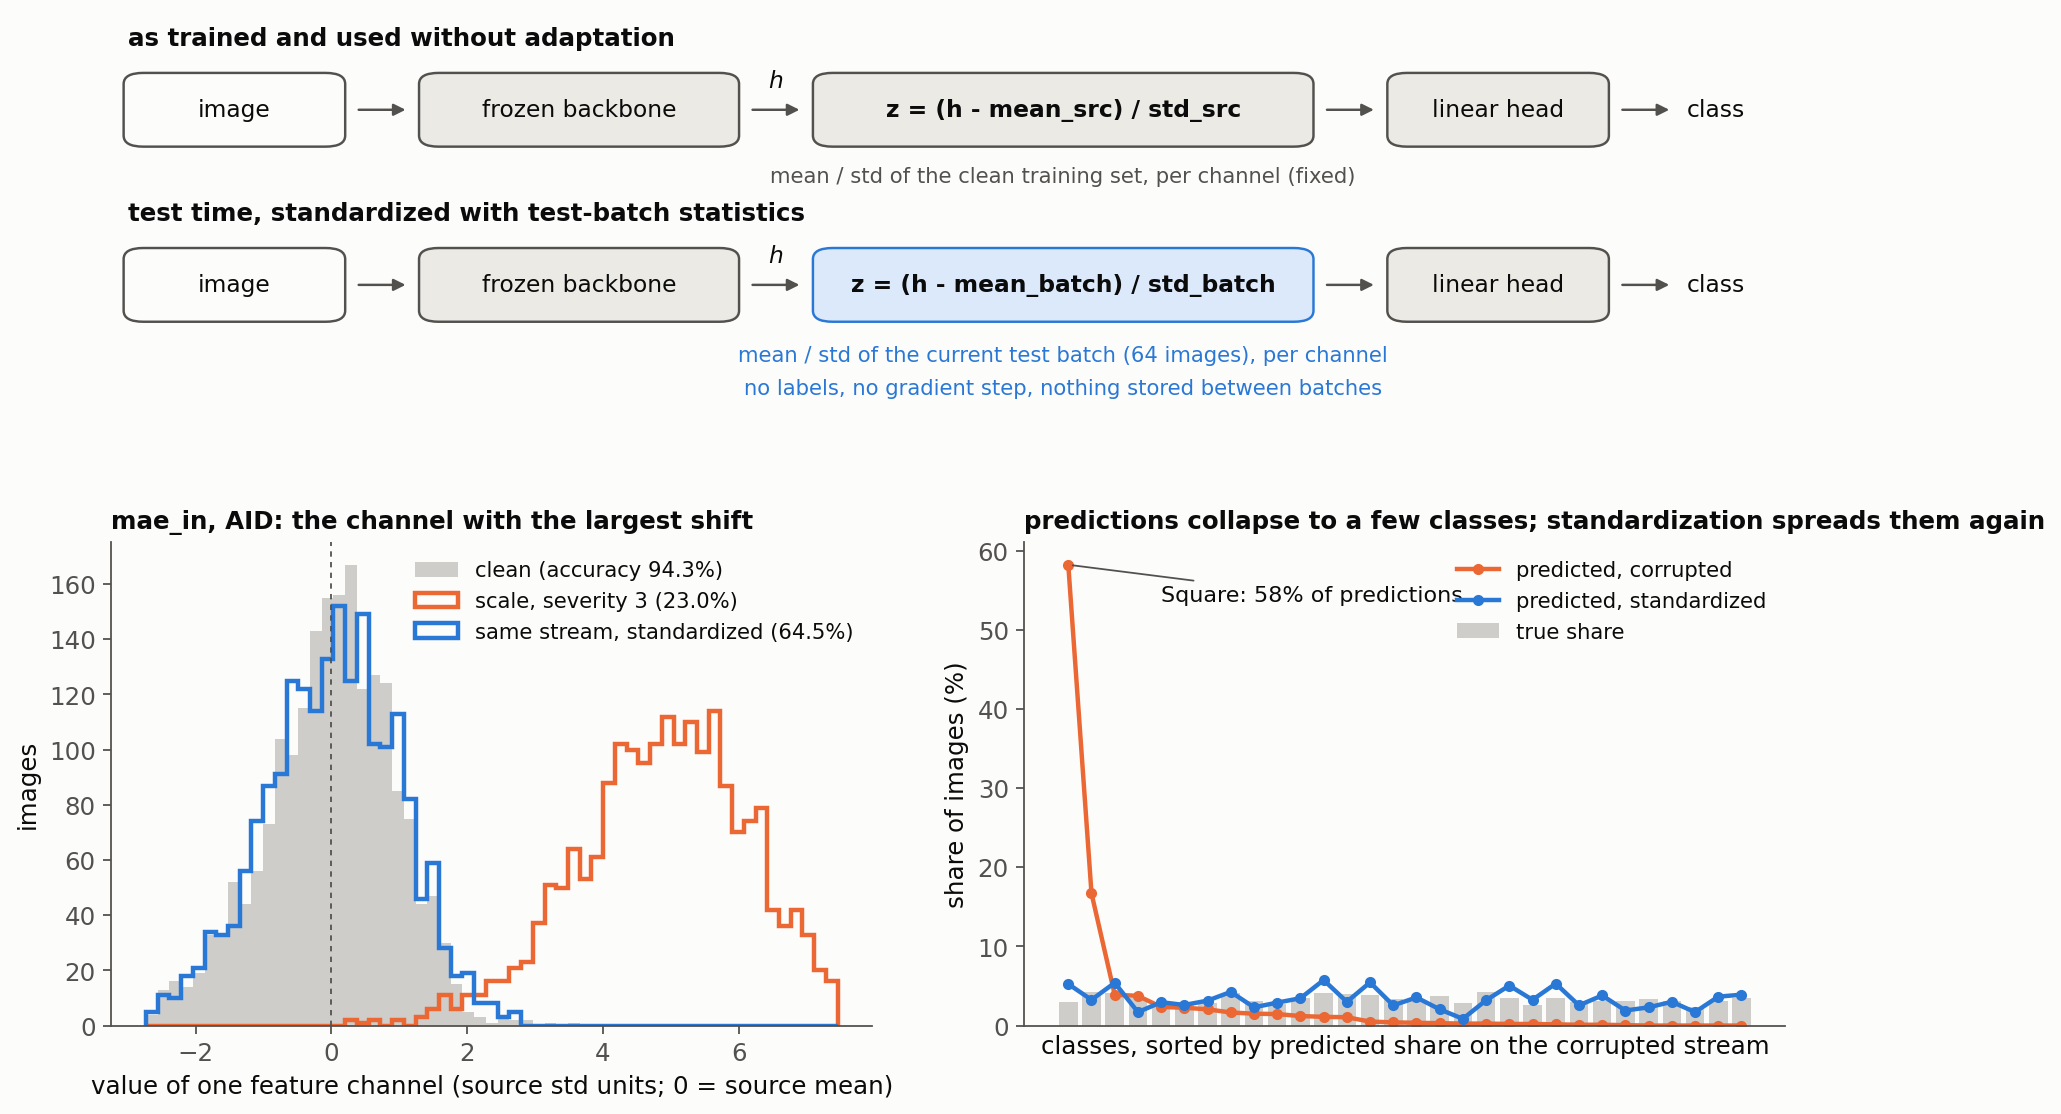 as trained and used without adaptation
image
frozen backbone
h
z = (h - mean_src) / std_src
linear head
class
mean / std of the clean training set, per channel (fixed)
test time, standardized with test-batch statistics
image
frozen backbone
h
z = (h - mean_batch) / std_batch
linear head
class
mean / std of the current test batch (64 images), per channel
no labels, no gradient step, nothing stored between batches
mae_in, AID: the channel with the largest shift
clean (accuracy 94.3%)
scale, severity 3 (23.0%)
same stream, standardized (64.5%)
images
160
140
120
100
80
60
40
20
0
−2
0
2
4
6
value of one feature channel (source std units; 0 = source mean)
predictions collapse to a few classes; standardization spreads them again
Square: 58% of predictions
predicted, corrupted
predicted, standardized
true share
share of images (%)
60
50
40
30
20
10
0
classes, sorted by predicted share on the corrupted stream